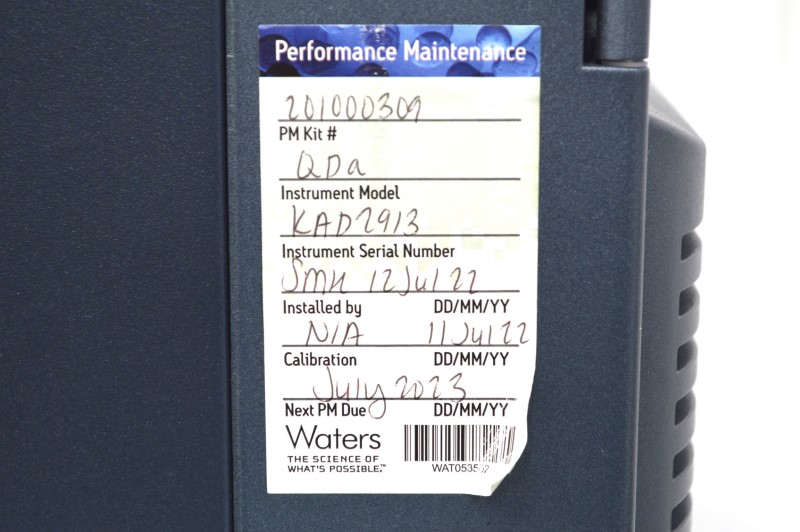 Performance Maintenance
201000309
PM Kit #
QDa
Instrument Model
KAD2913
Instrument Serial Number
SMH 12Jul22
Installed by DD/MM/YY
N/A 11Jul22
Calibration DD/MM/YY
July 2023
Next PM Due DD/MM/YY
Waters
THE SCIENCE OF
WHAT'S POSSIBLE.™